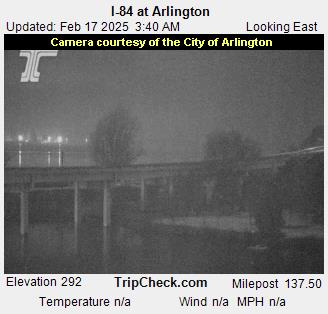 I-84 at Arlington
Updated: Feb 17 2025 3:40 AM Looking East
Camera courtesy of the City of Arlington
Elevation 292 TripCheck.com Milepost 137.50
Temperature n/a Wind n/a MPH n/a